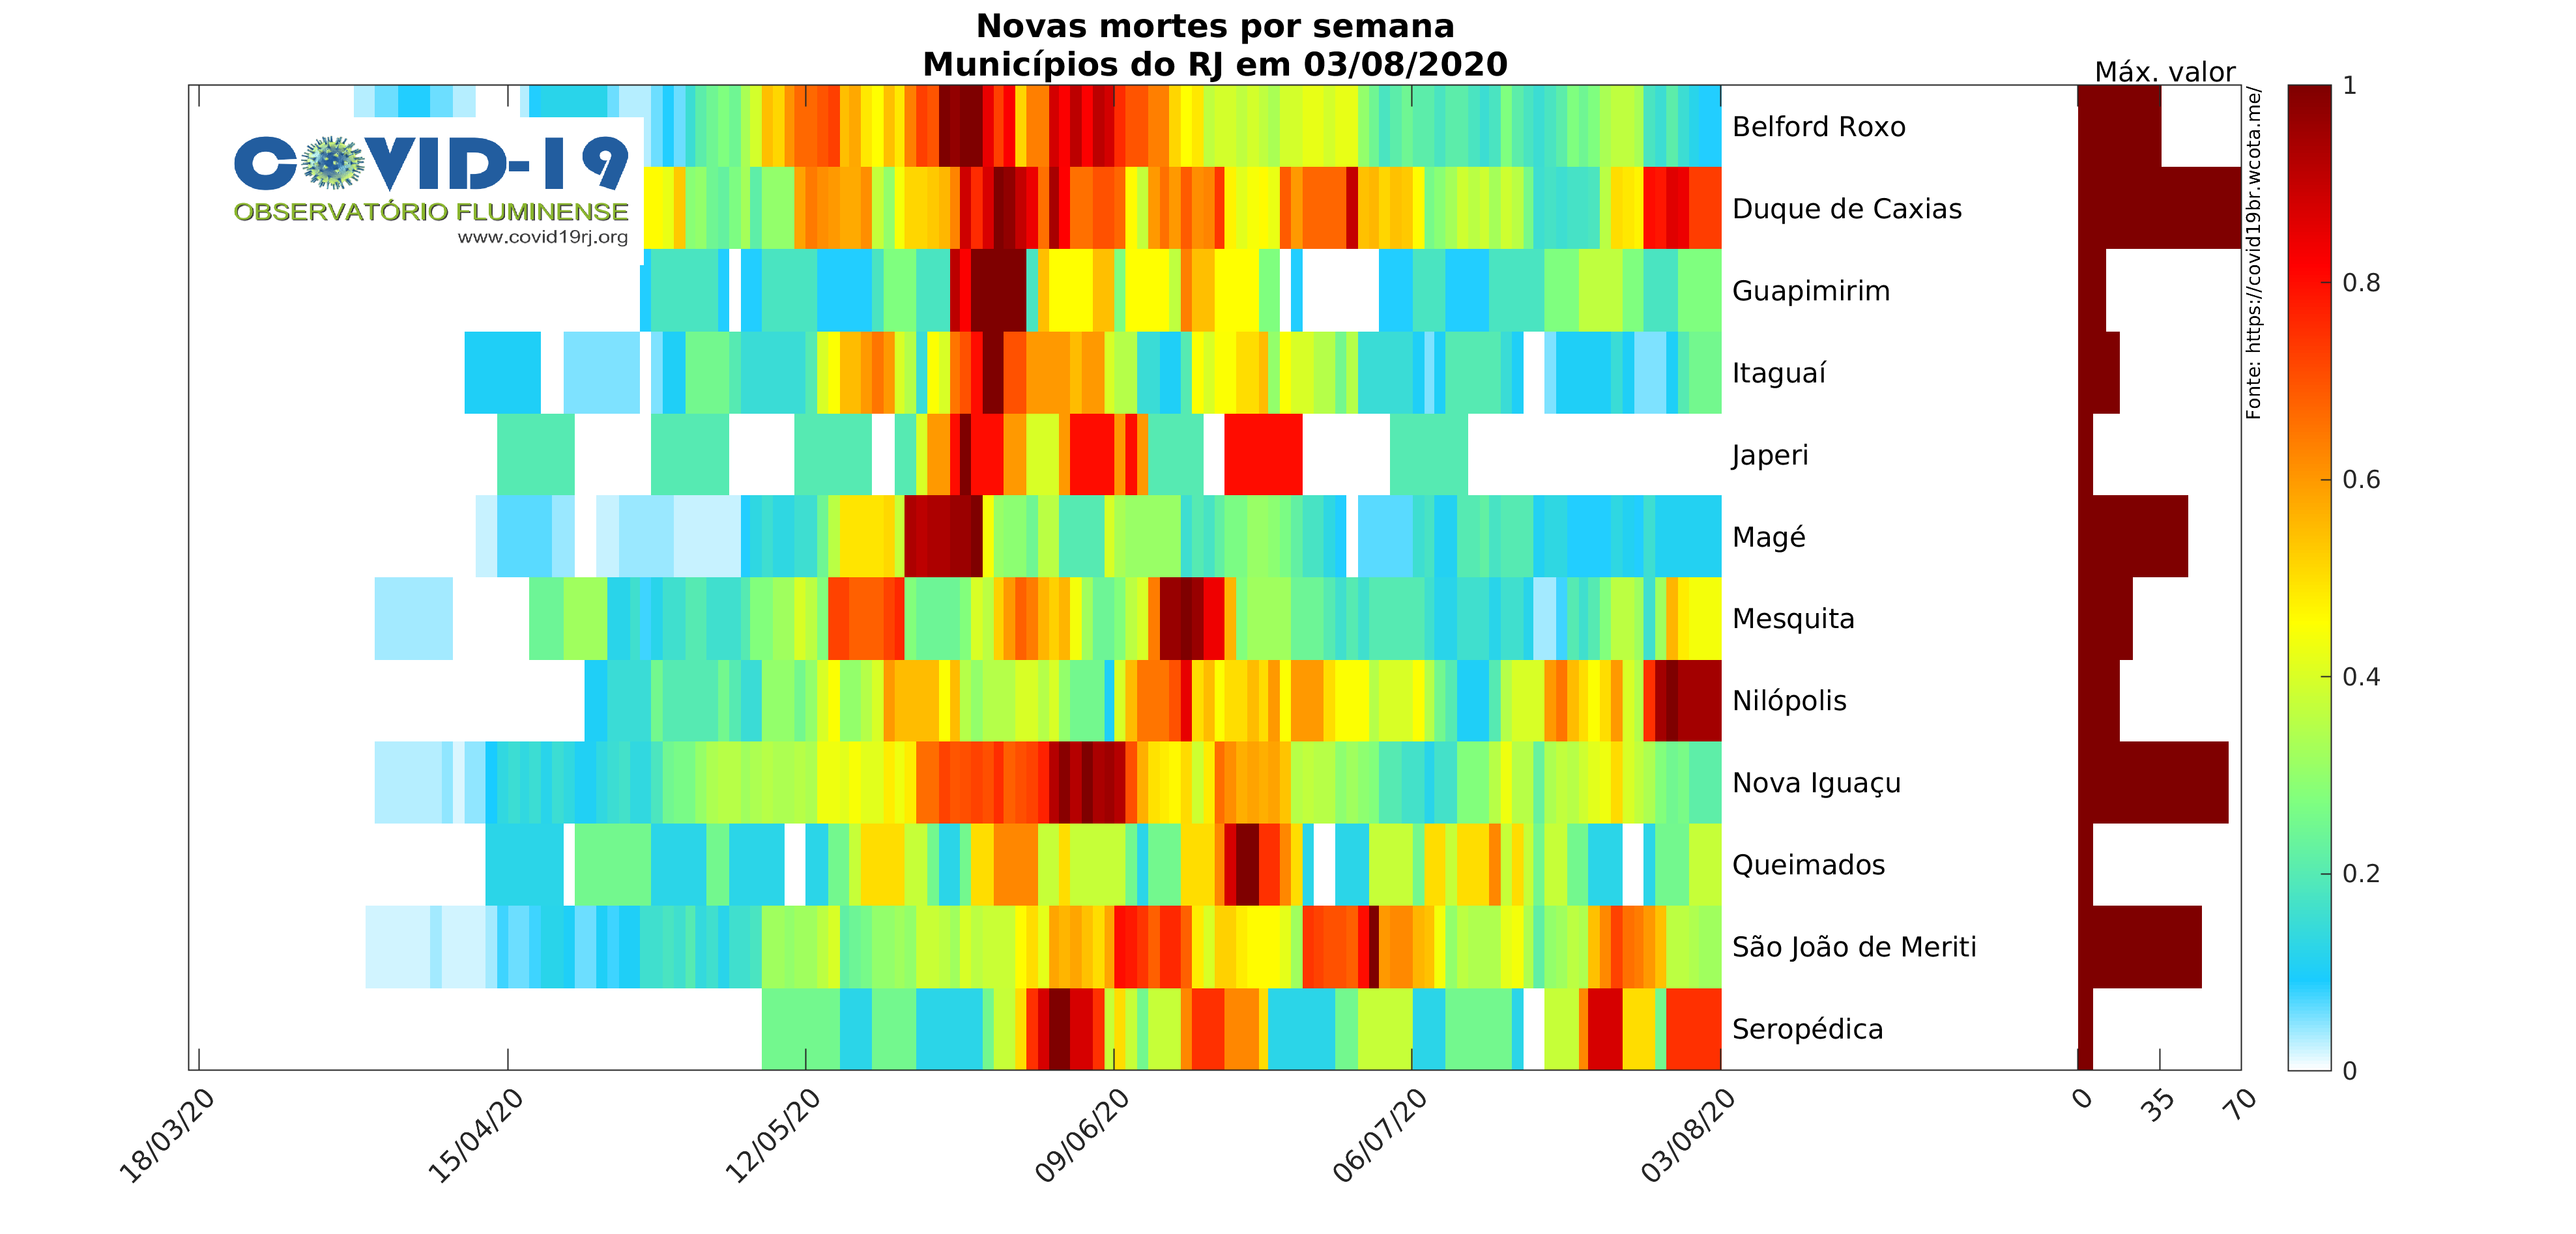 Novas mortes por semana
Municípios do RJ em 03/08/2020
Máx. valor
COVID-19
OBSERVATÓRIO FLUMINENSE
www.covid19rj.org
Belford Roxo
Duque de Caxias
Guapimirim
Itaguaí
Japeri
Magé
Mesquita
Nilópolis
Nova Iguaçu
Queimados
São João de Meriti
Seropédica
Fonte: https://covid19br.wcota.me/
1
0.8
0.6
0.4
0.2
0
18/03/20
15/04/20
12/05/20
09/06/20
06/07/20
03/08/20
0
35
70